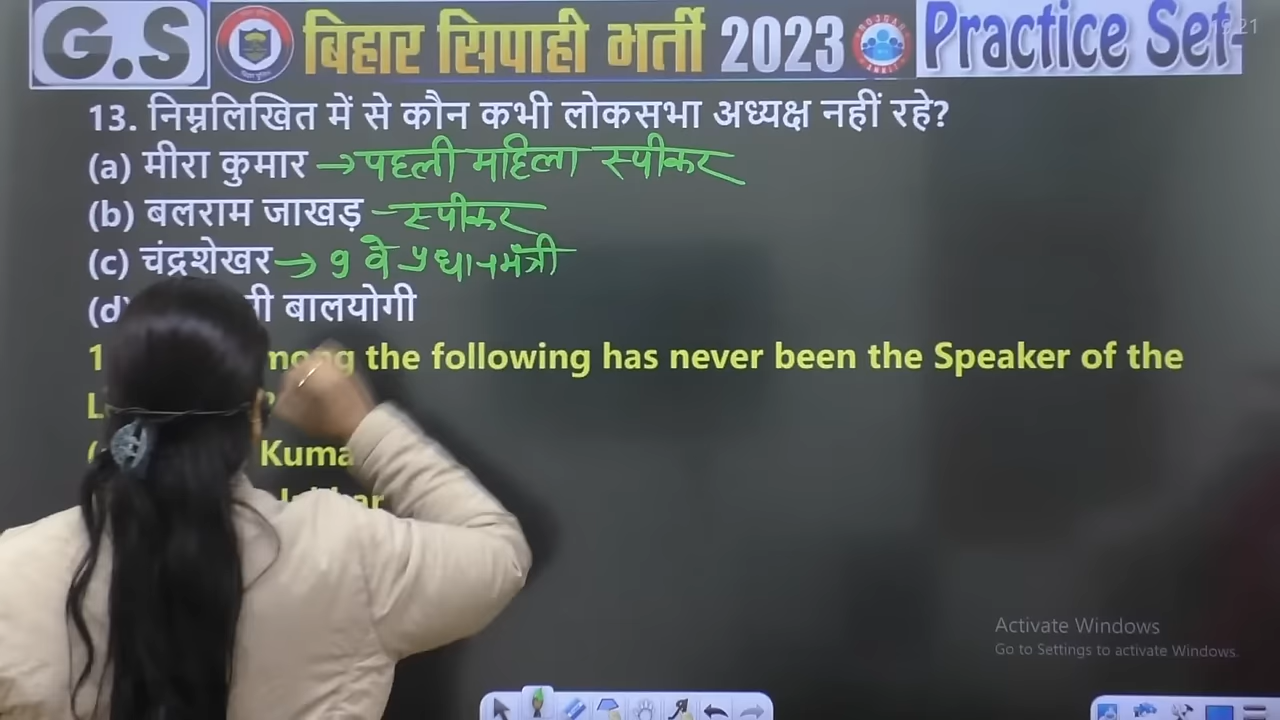 G.S बिहार सिपाही भर्ती 2023 Practice Set-
13. निम्नलिखित में से कौन कभी लोकसभा अध्यक्ष नहीं रहे?
(a) मीरा कुमार → पहली महिला स्पीकर
(b) बलराम जाखड़ - स्पीकर
(c) चंद्रशेखर → 9 वे प्रधानमंत्री
(d) बालयोगी
the following has never been the Speaker of the
Kuma
Activate Windows
Go to Settings to activate Windows.